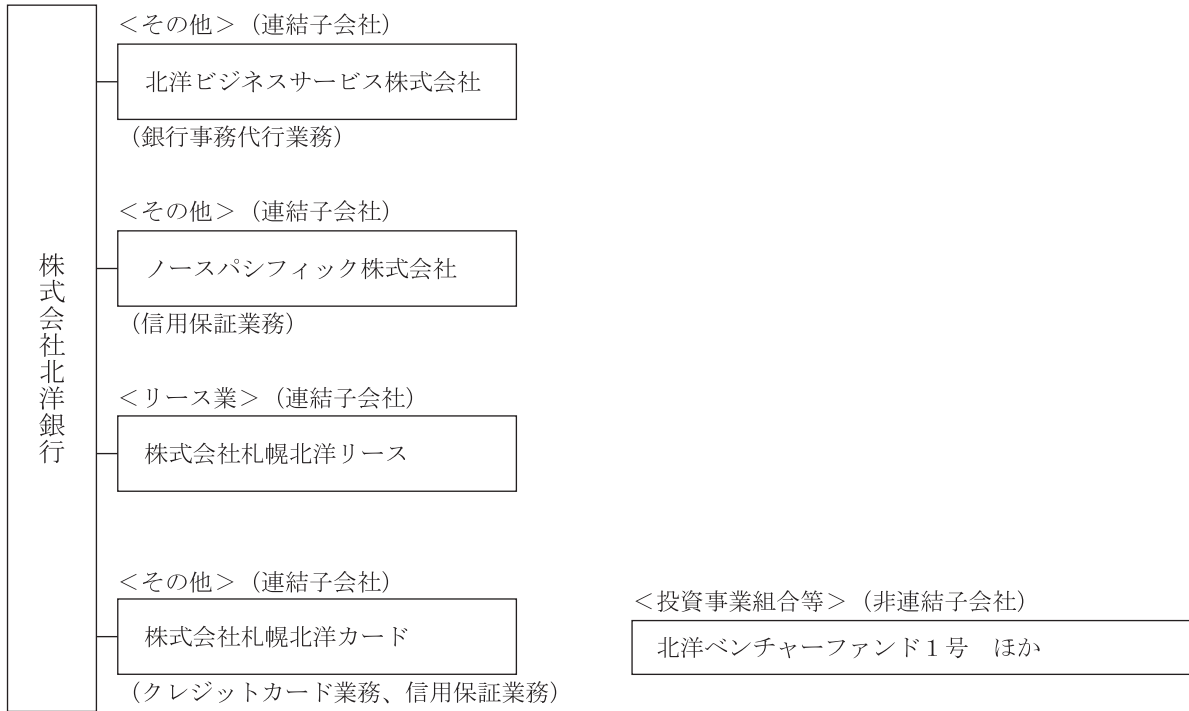 株式会社北洋銀行
＜その他＞（連結子会社）
北洋ビジネスサービス株式会社
（銀行事務代行業務）
＜その他＞（連結子会社）
ノースパシフィック株式会社
（信用保証業務）
＜リース業＞（連結子会社）
株式会社札幌北洋リース
＜その他＞（連結子会社）
株式会社札幌北洋カード
（クレジットカード業務、信用保証業務）
＜投資事業組合等＞（非連結子会社）
北洋ベンチャーファンド１号　ほか